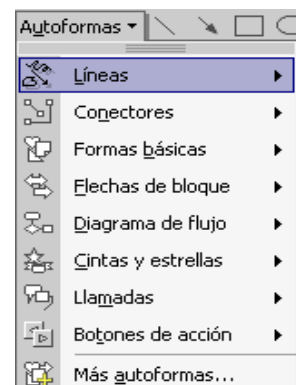 Autoformas
Líneas
Conectores
Formas básicas
Flechas de bloque
Diagrama de flujo
Cintas y estrellas
Llamadas
Botones de acción
Más autoformas...